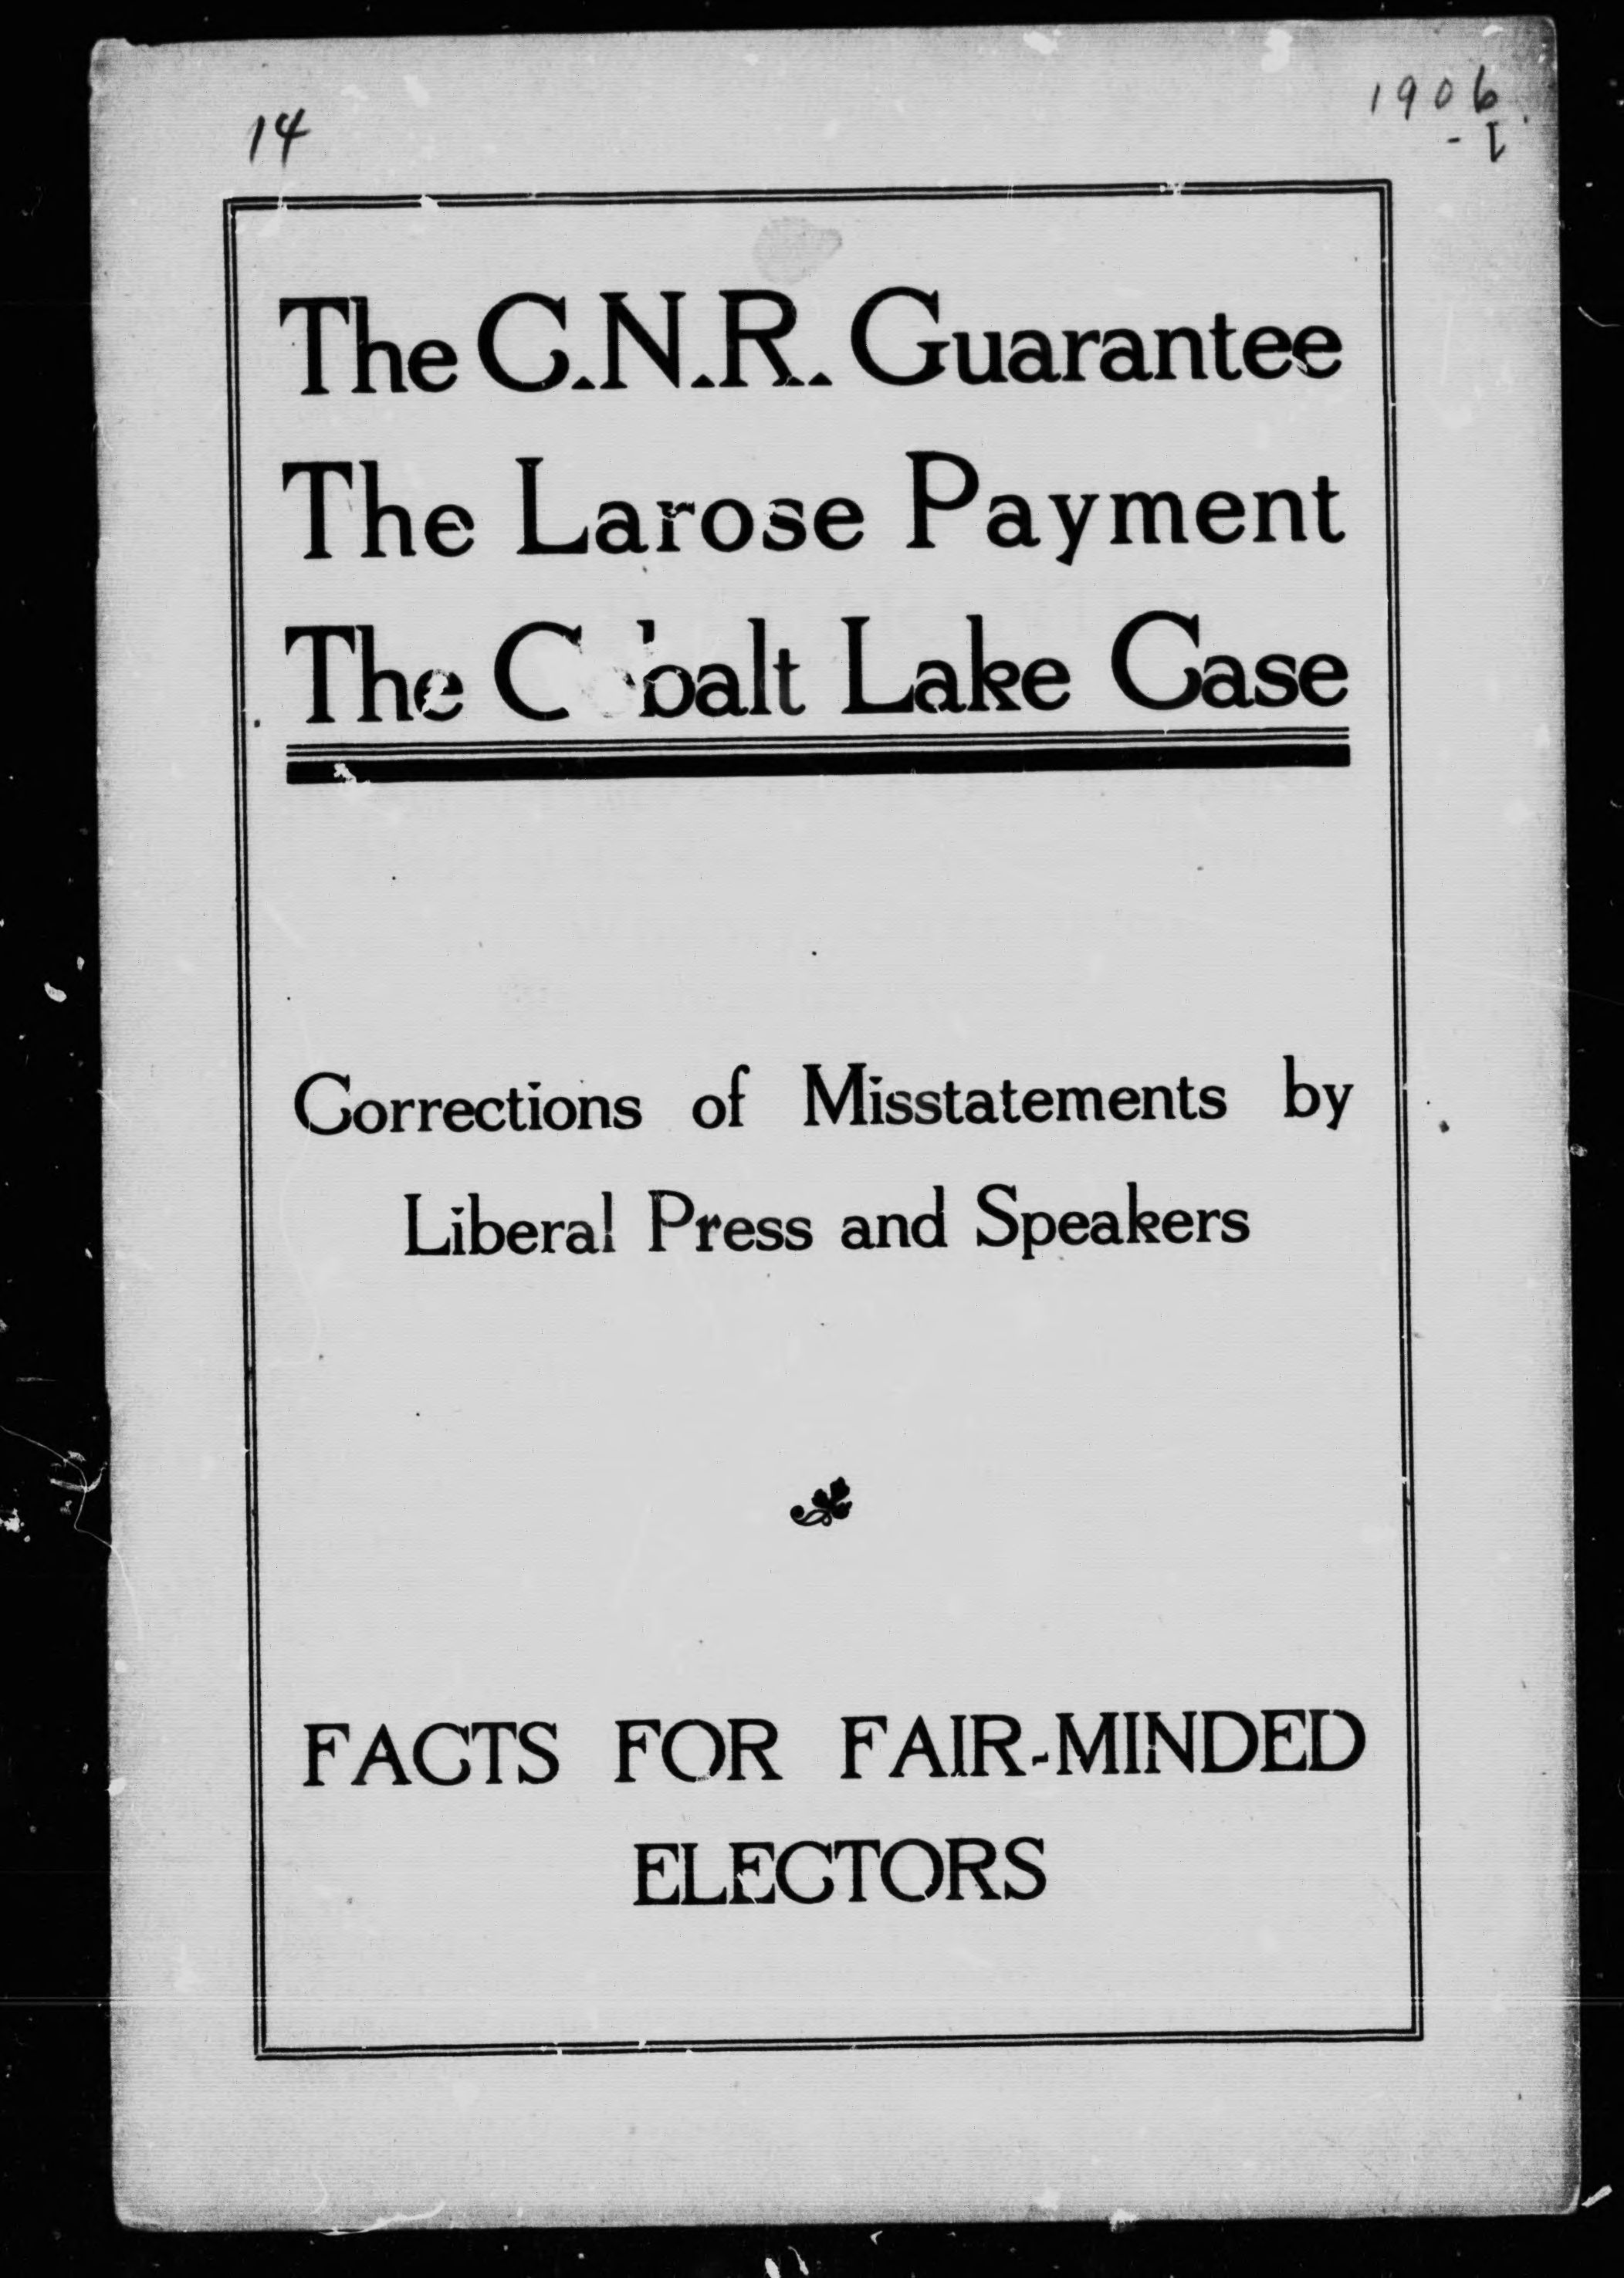 14
1906
The C.N.R. Guarantee
The Larose Payment
The Cobalt Lake Case
Corrections of Misstatements by
Liberal Press and Speakers
FACTS FOR FAIR-MINDED
ELECTORS